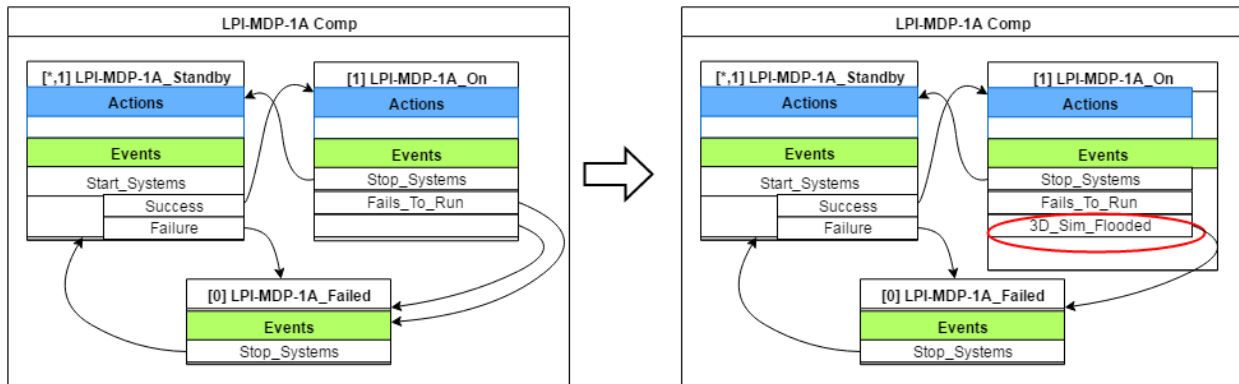 LPI-MDP-1A Comp
[*,1] LPI-MDP-1A_Standby
Actions
Events
Start_Systems
Success
Failure
[1] LPI-MDP-1A_On
Actions
Events
Stop_Systems
Fails_To_Run
[0] LPI-MDP-1A_Failed
Events
Stop_Systems
LPI-MDP-1A Comp
[*,1] LPI-MDP-1A_Standby
Actions
Events
Start_Systems
Success
Failure
[1] LPI-MDP-1A_On
Actions
Events
Stop_Systems
Fails_To_Run
3D_Sim_Flooded
[0] LPI-MDP-1A_Failed
Events
Stop_Systems